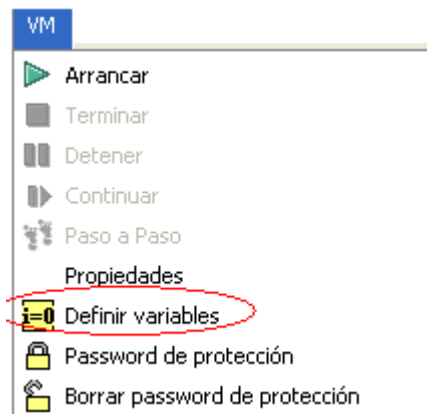 VM
Arrancar
Terminar
Detener
Continuar
Paso a Paso
Propiedades
i=0 Definir variables
Password de protección
Borrar password de protección